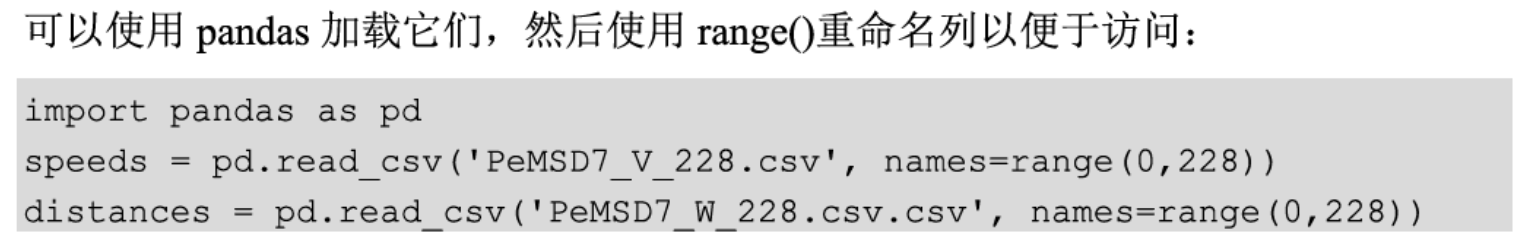 可以使用 pandas 加载它们，然后使用 range()重命名列以便于访问：
import pandas as pd
speeds = pd.read_csv('PeMSD7_V_228.csv', names=range(0,228))
distances = pd.read_csv('PeMSD7_W_228.csv.csv', names=range(0,228))